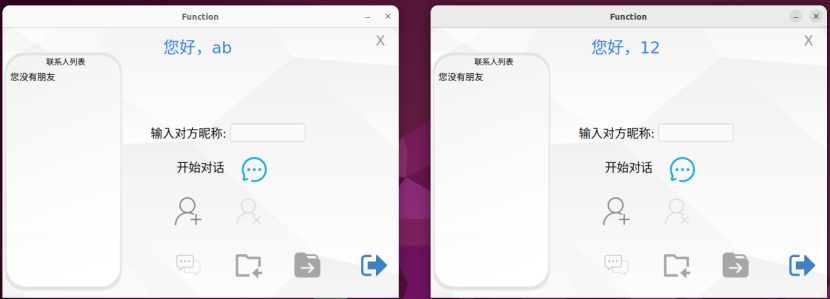 Function
您好，ab
X
联系人列表
您没有朋友
输入对方昵称:
开始对话
Function
您好，12
X
联系人列表
您没有朋友
输入对方昵称:
开始对话